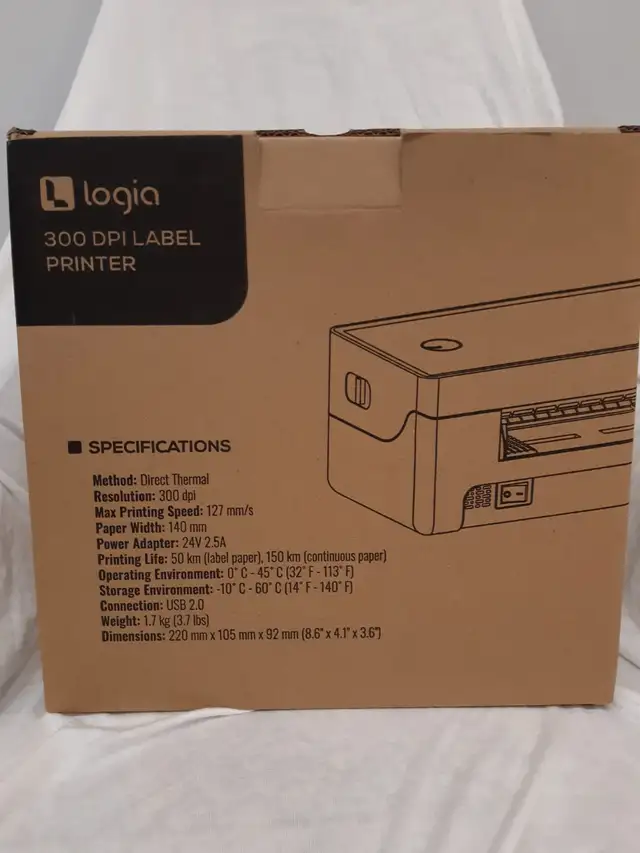 logia
300 DPI LABEL
PRINTER
SPECIFICATIONS
Method: Direct Thermal
Resolution: 300 dpi
Max Printing Speed: 127 mm/s
Paper Width: 140 mm
Power Adapter: 24V 2.5A
Printing Life: 50 km (label paper), 150 km (continuous paper)
Operating Environment: 0° C - 45° C (32° F - 113° F)
Storage Environment: -10° C - 60° C (14° F - 140° F)
Connection: USB 2.0
Weight: 1.7 kg (3.7 lbs)
Dimensions: 220 mm x 105 mm x 92 mm (8.6" x 4.1" x 3.6")